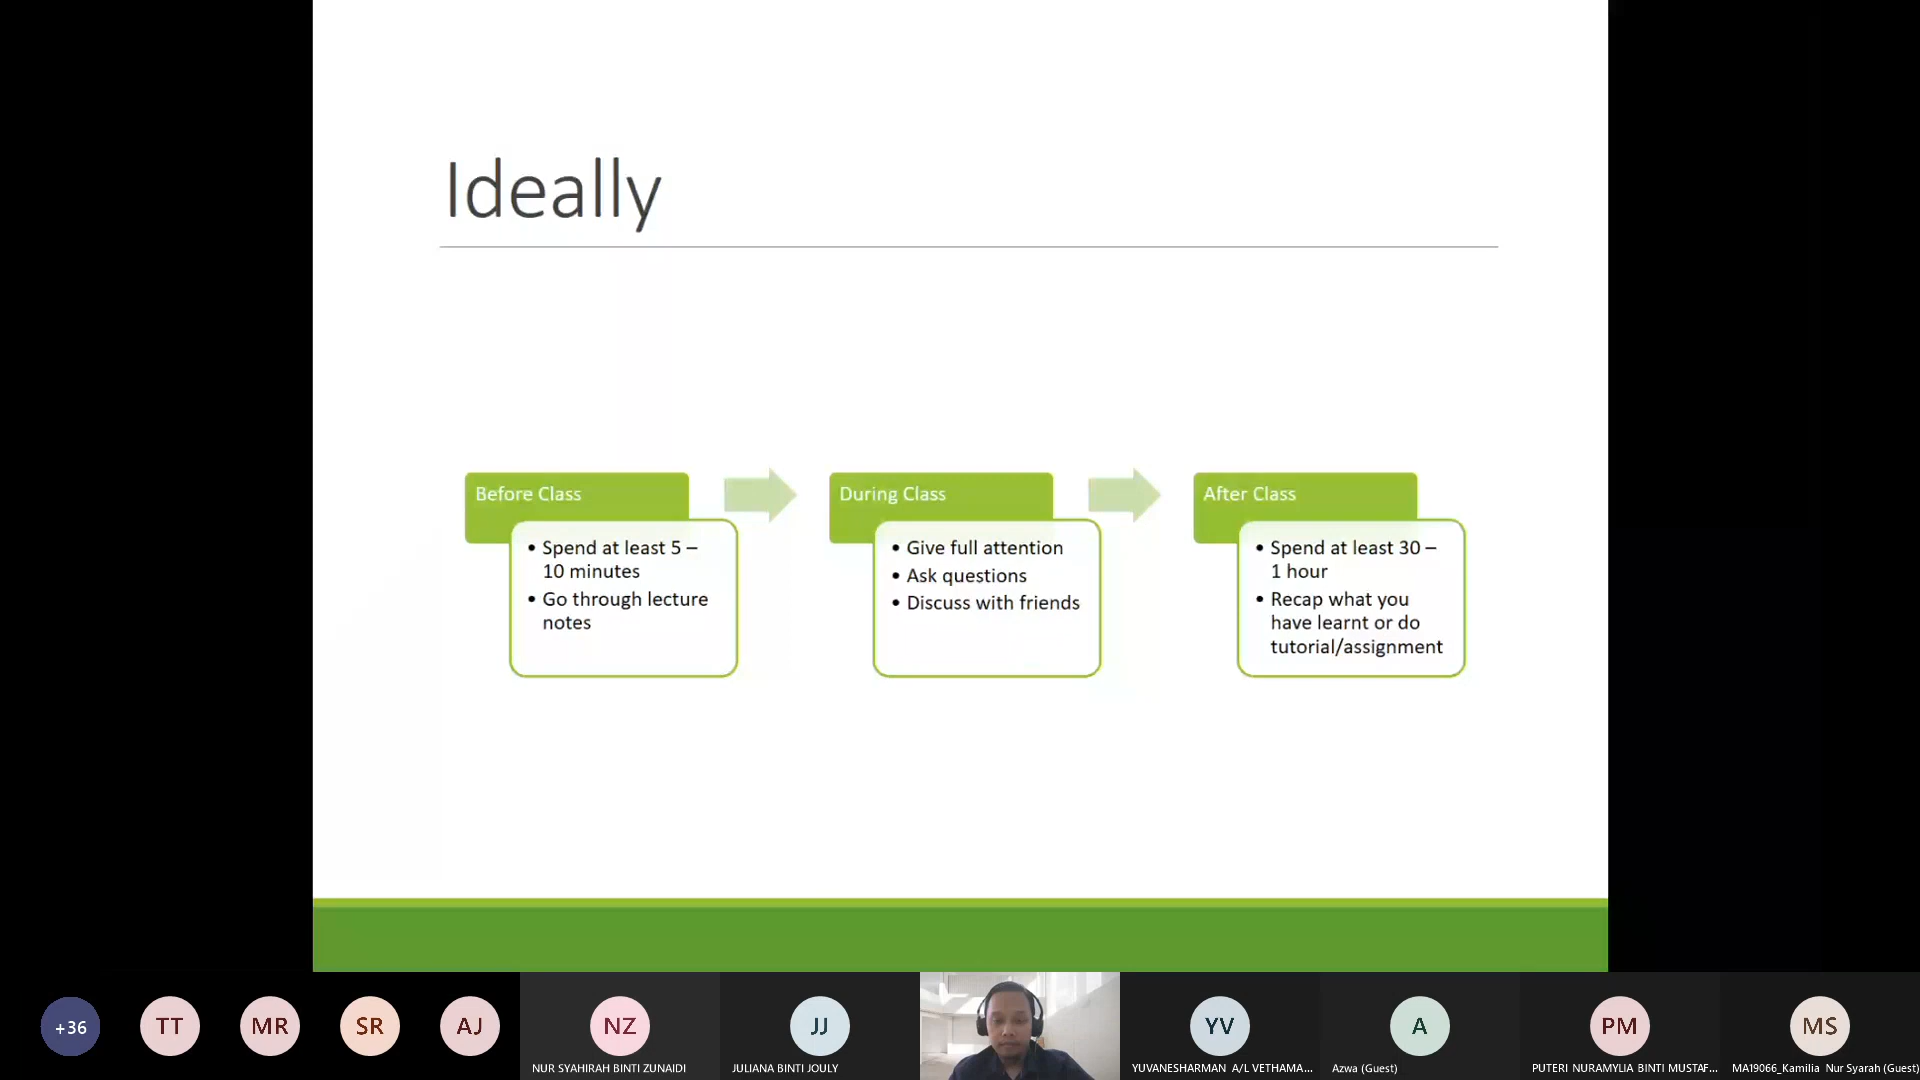 Ideally
Before Class
• Spend at least 5 –
10 minutes
• Go through lecture
notes
During Class
• Give full attention
• Ask questions
• Discuss with friends
After Class
• Spend at least 30 –
1 hour
• Recap what you
have learnt or do
tutorial/assignment
+36
TT
MR
SR
AJ
NZ
NUR SYAHIRAH BINTI ZUNAIDI
JJ
JULIANA BINTI JOULY
YV
YUVANESHARMAN A/L VETHAMA...
A
Azwa (Guest)
PM
PUTERI NURAMYLIA BINTI MUSTAF...
MS
MA19066_Kamilia Nur Syarah (Guest)